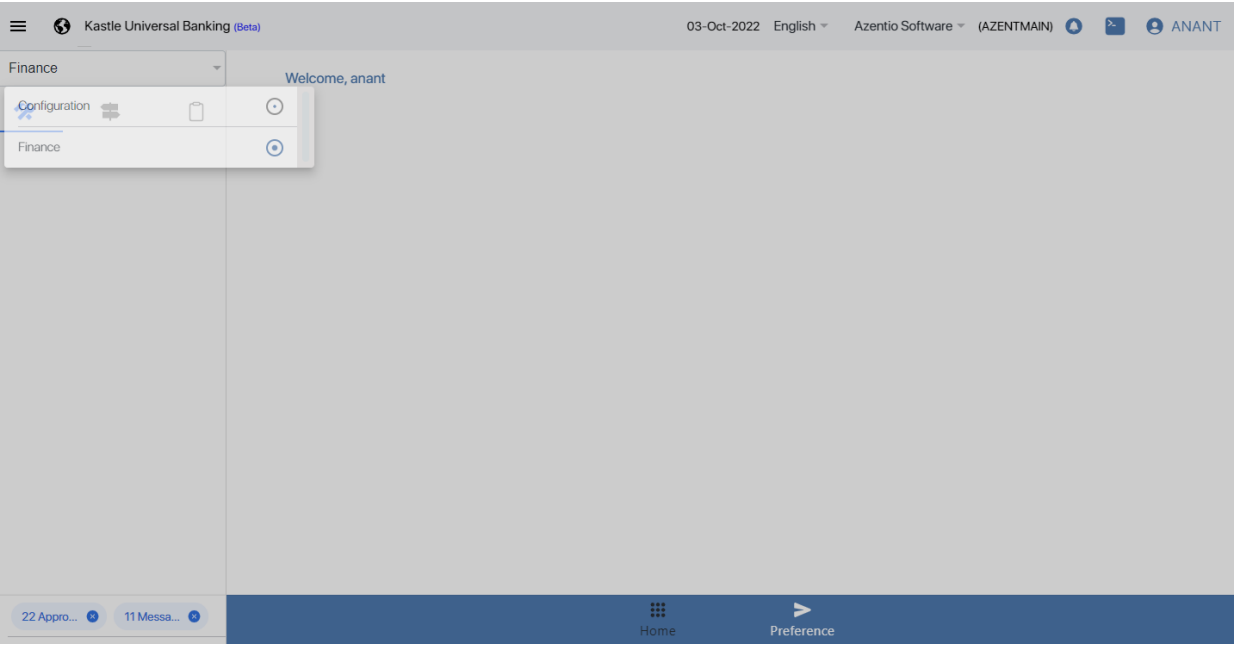 Kastle Universal Banking (Beta) 03-Oct-2022 English Azentio Software (AZENTMAIN) ANANT
Finance
Welcome, anant
Configuration
Finance
22 Appro... 11 Messa...
Home Preference